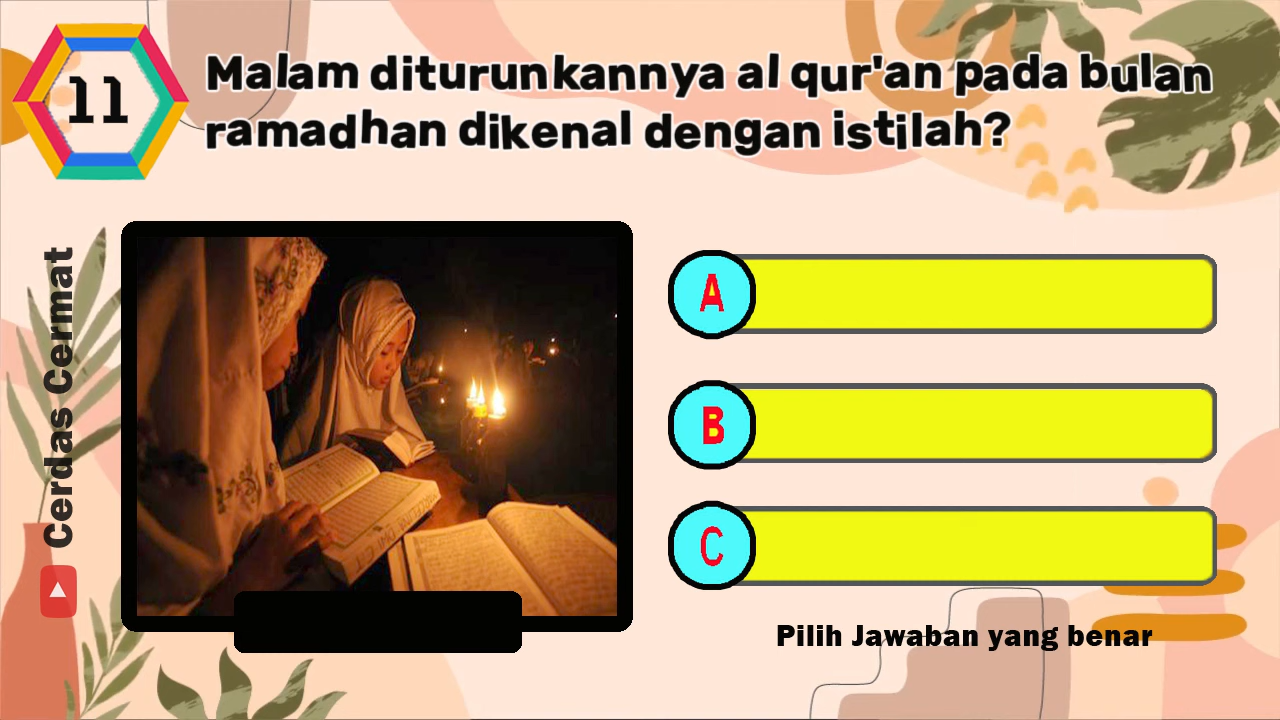 11
Malam diturunkannya al qur'an pada bulan
ramadhan dikenal dengan istilah?
Cerdas Cermat
A
B
C
Pilih Jawaban yang benar